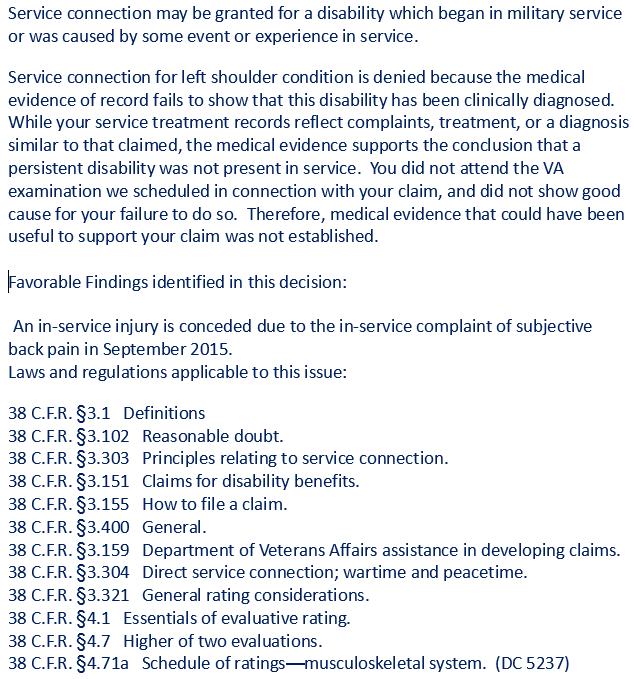 Service connection may be granted for a disability which began in military service
or was caused by some event or experience in service.
Service connection for left shoulder condition is denied because the medical
evidence of record fails to show that this disability has been clinically diagnosed.
While your service treatment records reflect complaints, treatment, or a diagnosis
similar to that claimed, the medical evidence supports the conclusion that a
persistent disability was not present in service.  You did not attend the VA
examination we scheduled in connection with your claim, and did not show good
cause for your failure to do so.  Therefore, medical evidence that could have been
useful to support your claim was not established.
Favorable Findings identified in this decision:
An in-service injury is conceded due to the in-service complaint of subjective
back pain in September 2015.
Laws and regulations applicable to this issue:
38 C.F.R. §3.1   Definitions
38 C.F.R. §3.102   Reasonable doubt.
38 C.F.R. §3.303   Principles relating to service connection.
38 C.F.R. §3.151   Claims for disability benefits.
38 C.F.R. §3.155   How to file a claim.
38 C.F.R. §3.400   General.
38 C.F.R. §3.159   Department of Veterans Affairs assistance in developing claims.
38 C.F.R. §3.304   Direct service connection; wartime and peacetime.
38 C.F.R. §3.321   General rating considerations.
38 C.F.R. §4.1   Essentials of evaluative rating.
38 C.F.R. §4.7   Higher of two evaluations.
38 C.F.R. §4.71a   Schedule of ratings—musculoskeletal system.  (DC 5237)